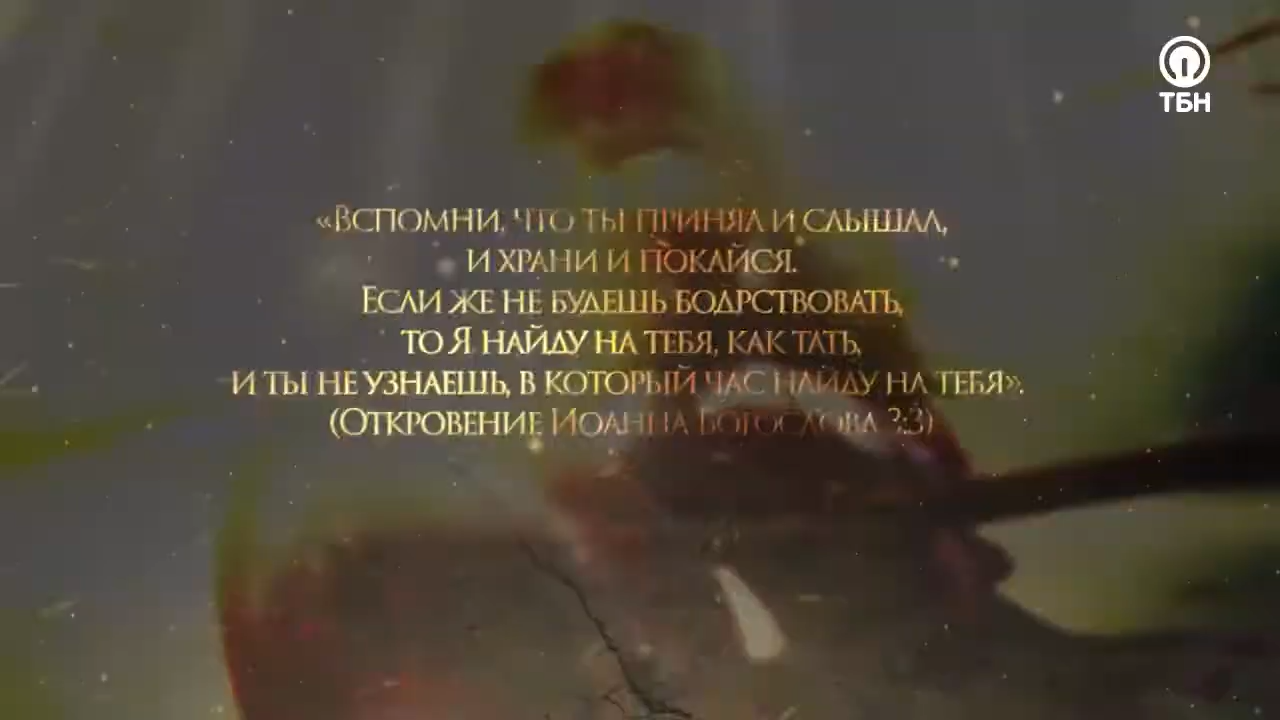 ТБН
«Вспомни, что ты принял и слышал,
и храни и покайся.
Если же не будешь бодрствовать,
то Я найду на тебя, как тать,
и ты не узнаешь, в который час найду на тебя».
(Откровение Иоанна Богослова 3:3)